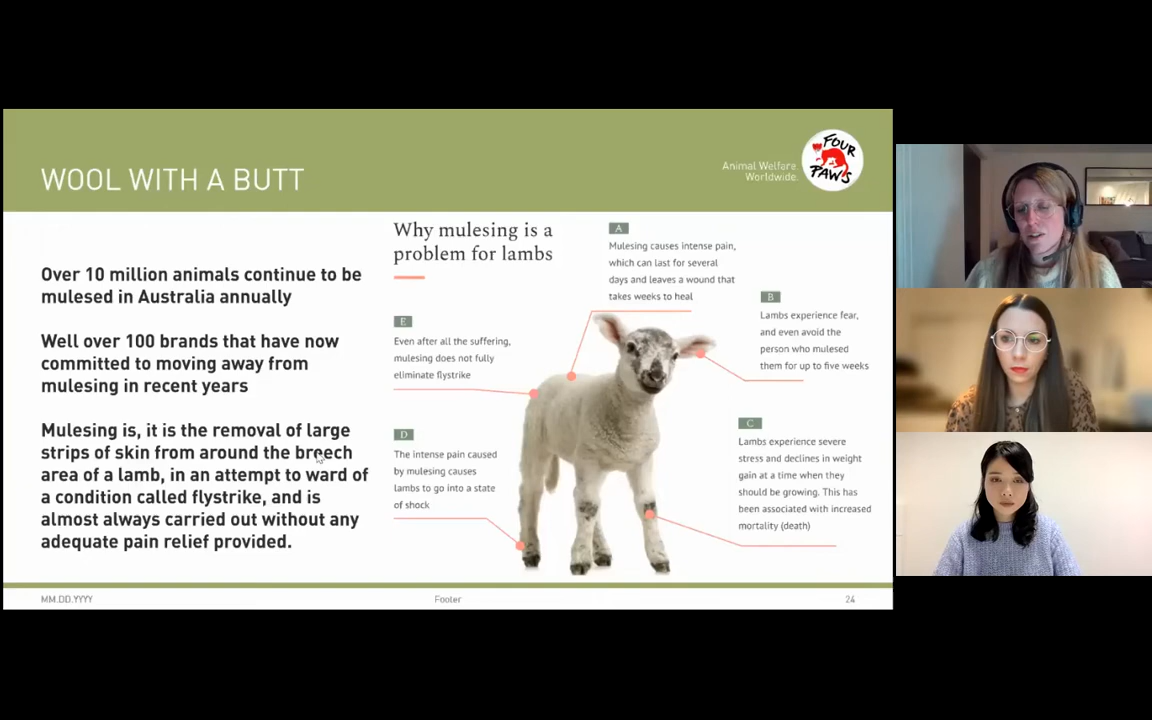 WOOL WITH A BUTT
Animal Welfare
Worldwide.
FOUR
PAWS
Over 10 million animals continue to be
mulesed in Australia annually
Well over 100 brands that have now
committed to moving away from
mulesing in recent years
Mulesing is, it is the removal of large
strips of skin from around the breech
area of a lamb, in an attempt to ward of
a condition called flystrike, and is
almost always carried out without any
adequate pain relief provided.
Why mulesing is a
problem for lambs
A
Mulesing causes intense pain,
which can last for several
days and leaves a wound that
takes weeks to heal
B
Lambs experience fear,
and even avoid the
person who mulesed
them for up to five weeks
C
Lambs experience severe
stress and declines in weight
gain at a time when they
should be growing. This has
been associated with increased
mortality (death)
D
The intense pain caused
by mulesing causes
lambs to go into a state
of shock
E
Even after all the suffering,
mulesing does not fully
eliminate flystrike
MM.DD.YYYY
Footer
24